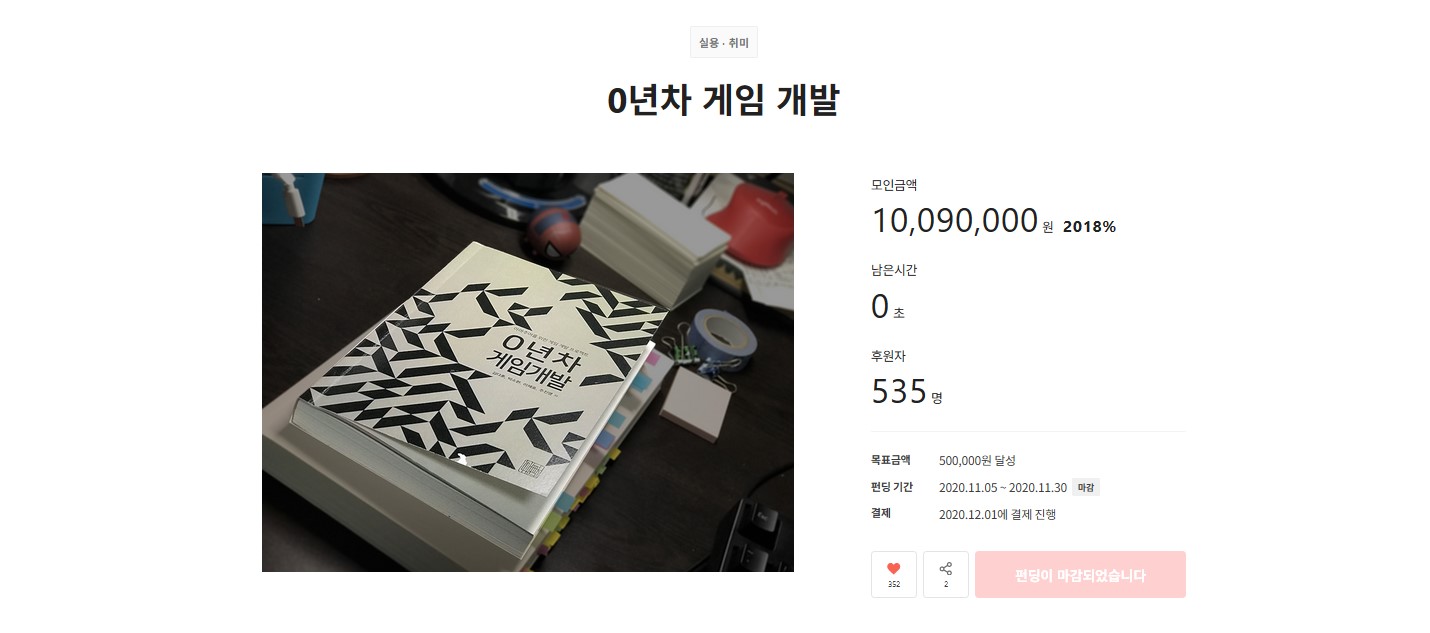 실용 · 취미
0년차 게임 개발
0년차
게임개발
모인금액
10,090,000 원 2018%
남은시간
0 초
후원자
535 명
목표금액 500,000원 달성
펀딩 기간 2020.11.05 ~ 2020.11.30 마감
결제 2020.12.01에 결제 진행
352
2
펀딩이 마감되었습니다